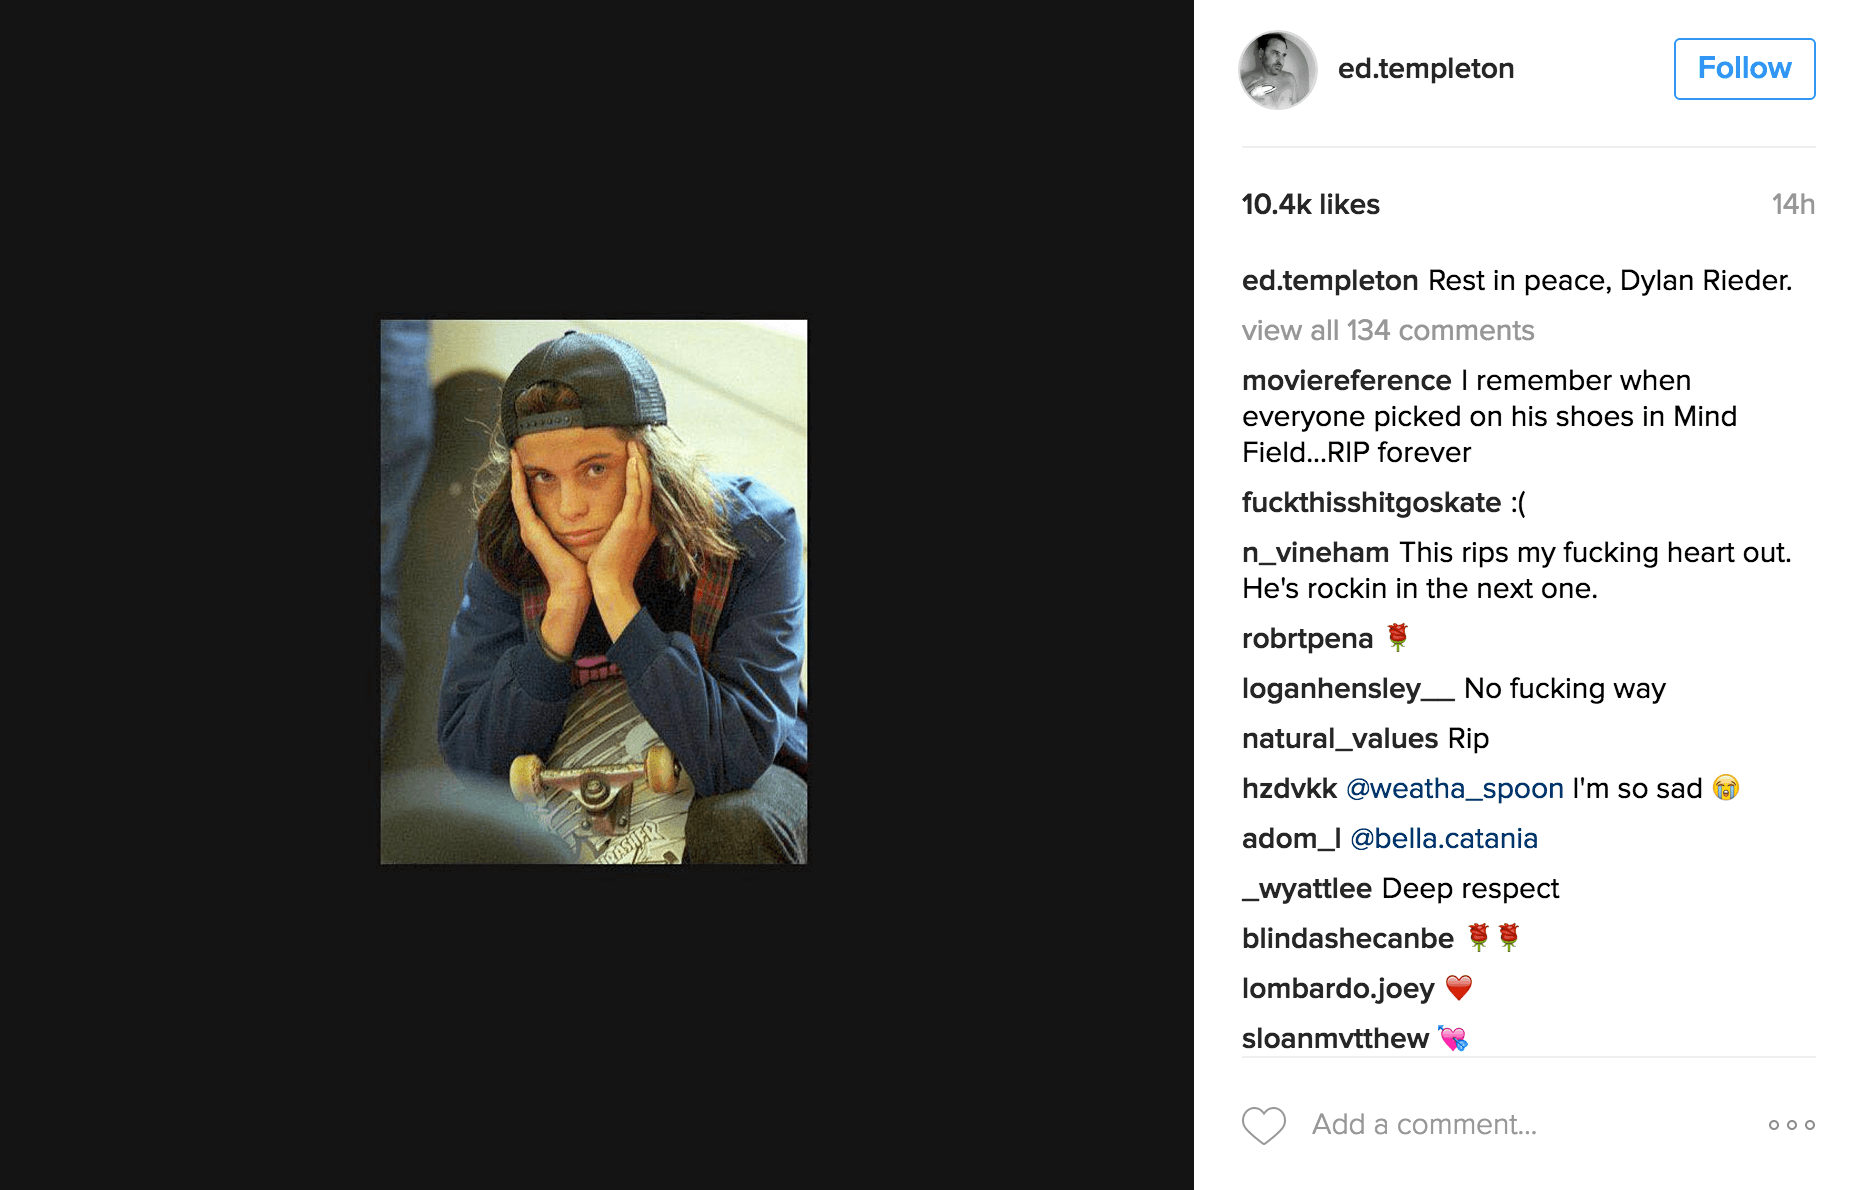 ed.templeton
Follow
10.4k likes
14h
ed.templeton Rest in peace, Dylan Rieder.
view all 134 comments
moviereference I remember when
everyone picked on his shoes in Mind
Field...RIP forever
fuckthisshitgoskate :(
n_vineham This rips my fucking heart out.
He's rockin in the next one.
robrtpena 🌹
loganhensley__ No fucking way
natural_values Rip
hzdvkk @weatha_spoon I'm so sad 😭
adom_l @bella.catania
_wyattlee Deep respect
blindashecanbe 🌹🌹
lombardo.joey ❤️
sloanmvtthew 💘
Add a comment...
THRASHER